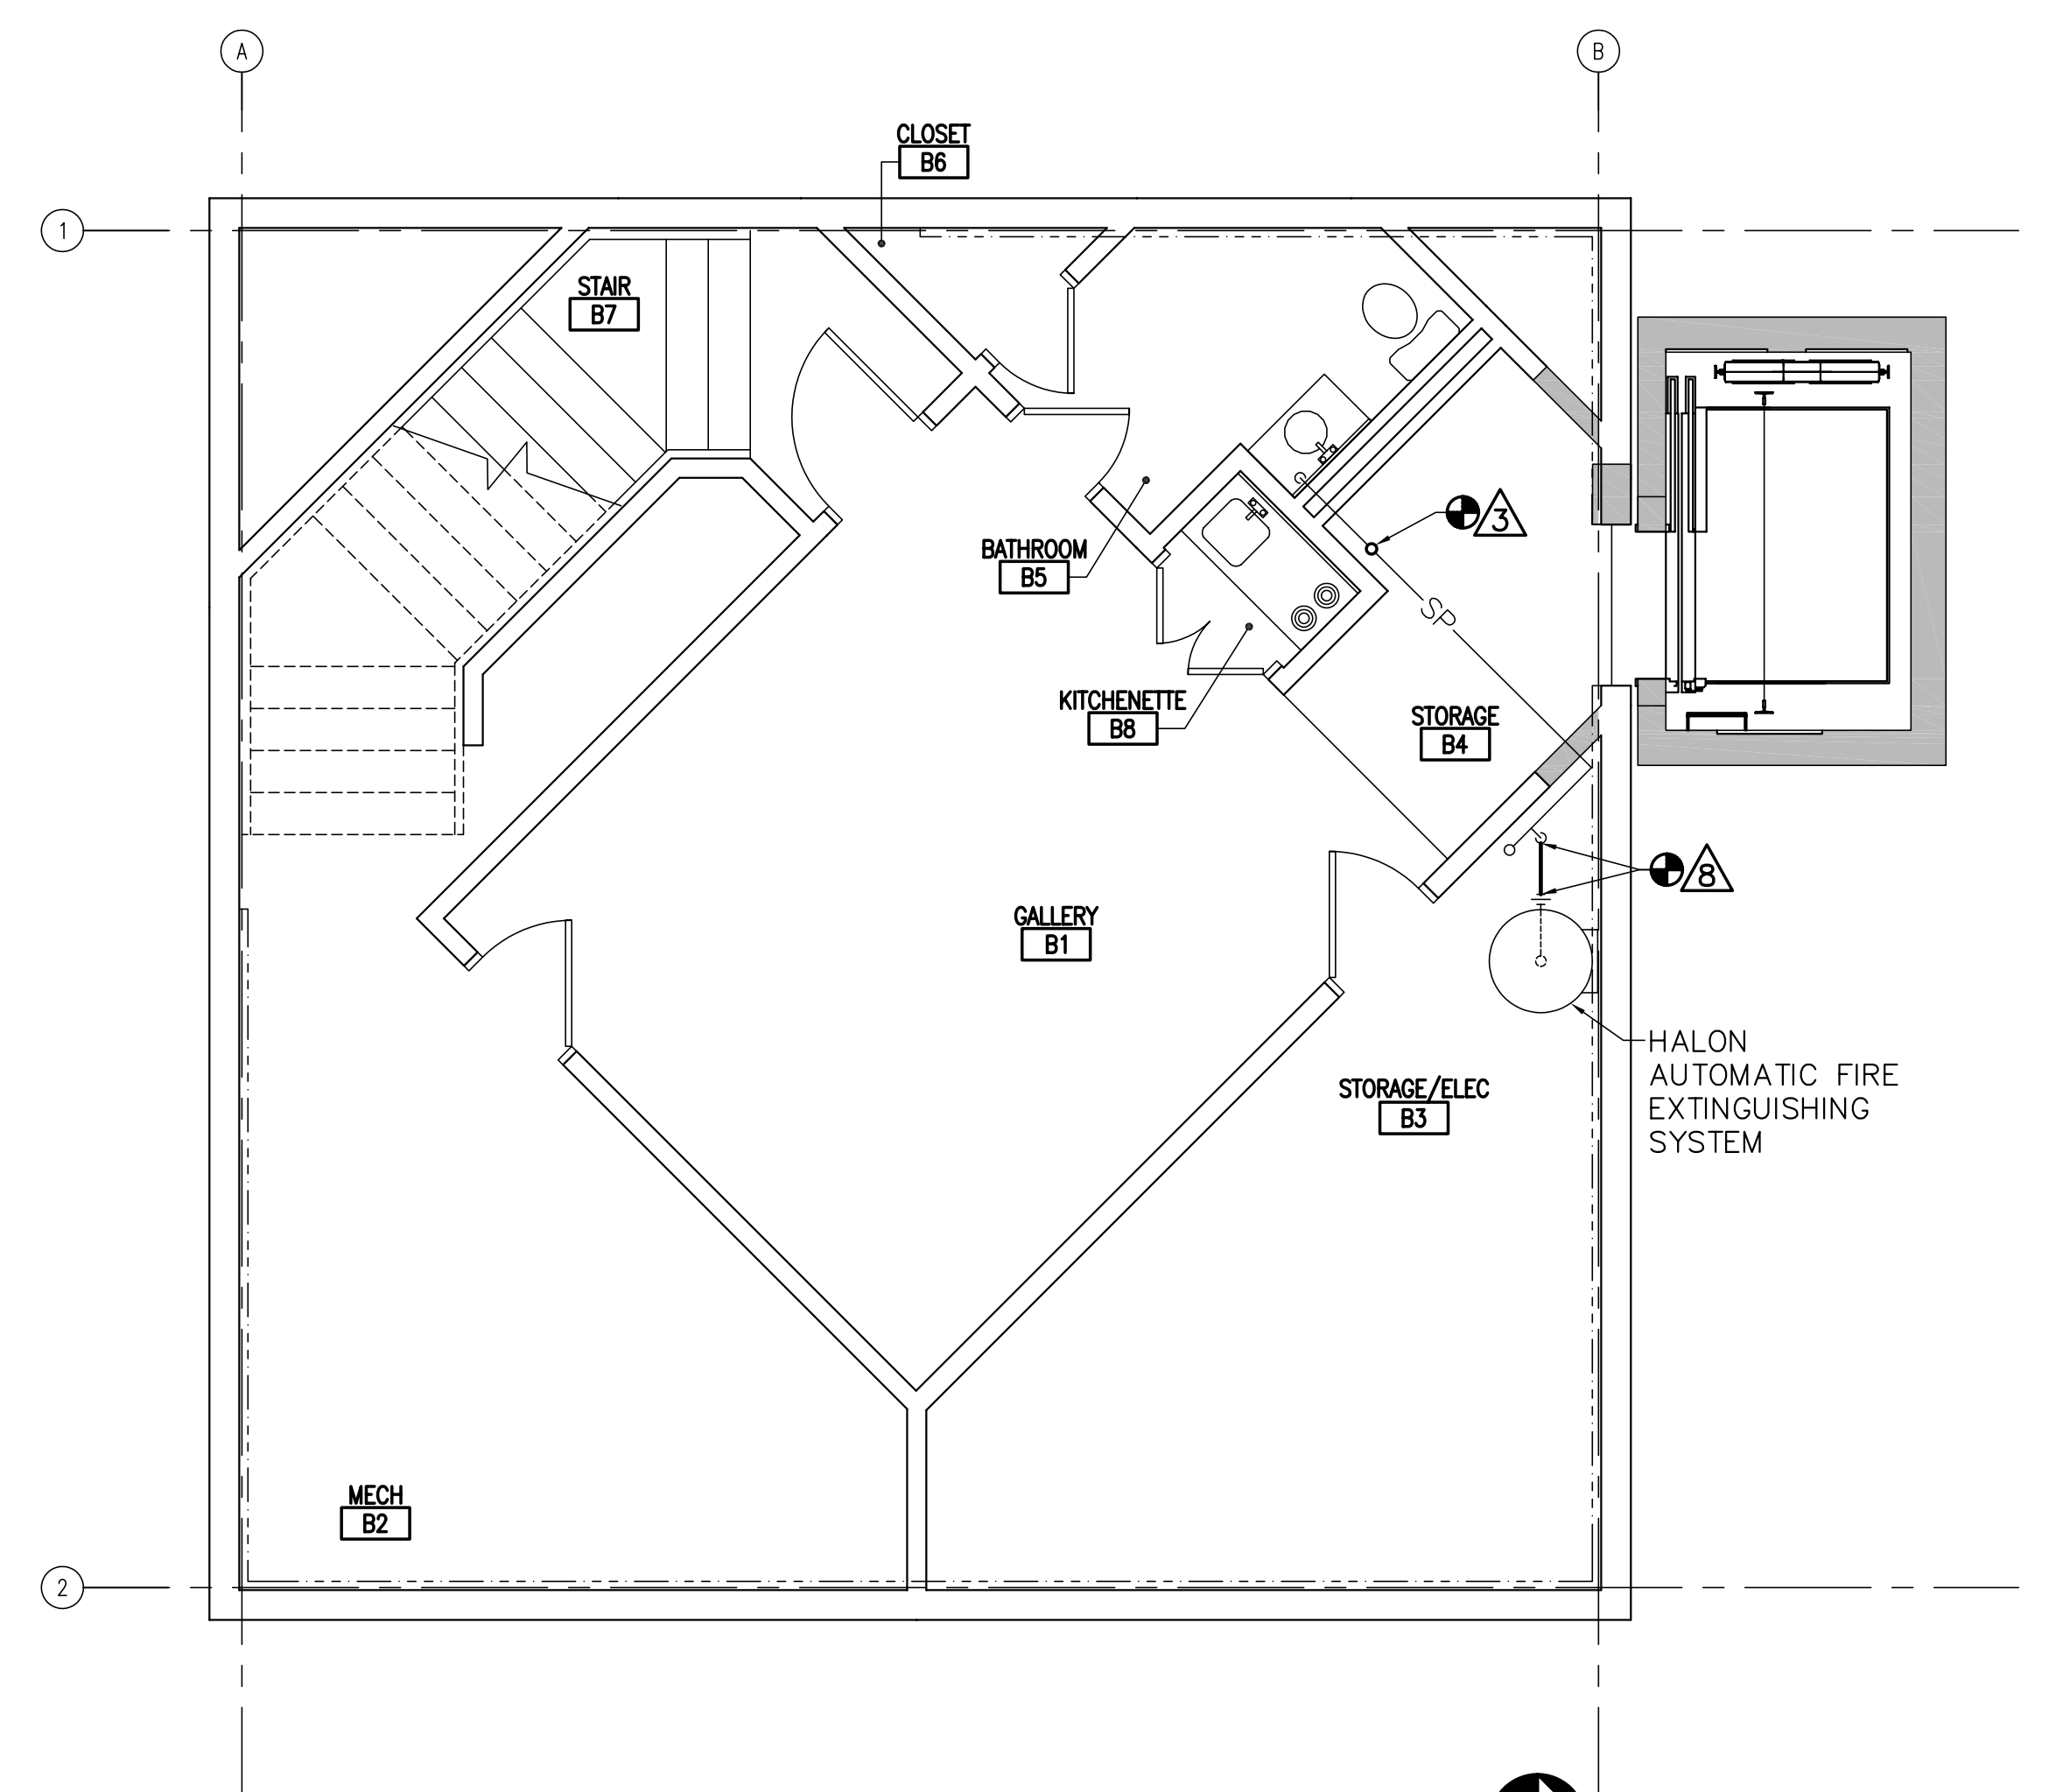 A
B
CLOSET
B6
1
STAIR
B7
3
BATHROOM
B5
SP
KITCHENETTE
B8
STORAGE
B4
8
GALLERY
B1
HALON
AUTOMATIC FIRE
EXTINGUISHING
SYSTEM
STORAGE/ELEC
B3
MECH
B2
2